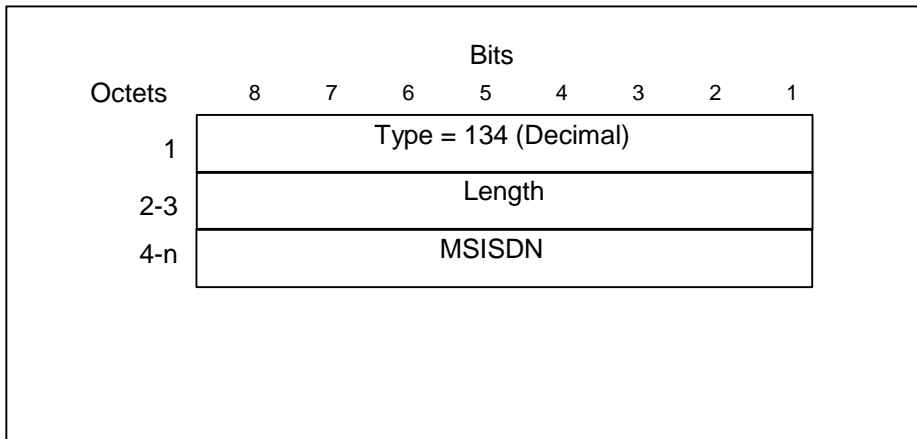 Bits
Octets 8 7 6 5 4 3 2 1
1 Type = 134 (Decimal)
2-3 Length
4-n MSISDN